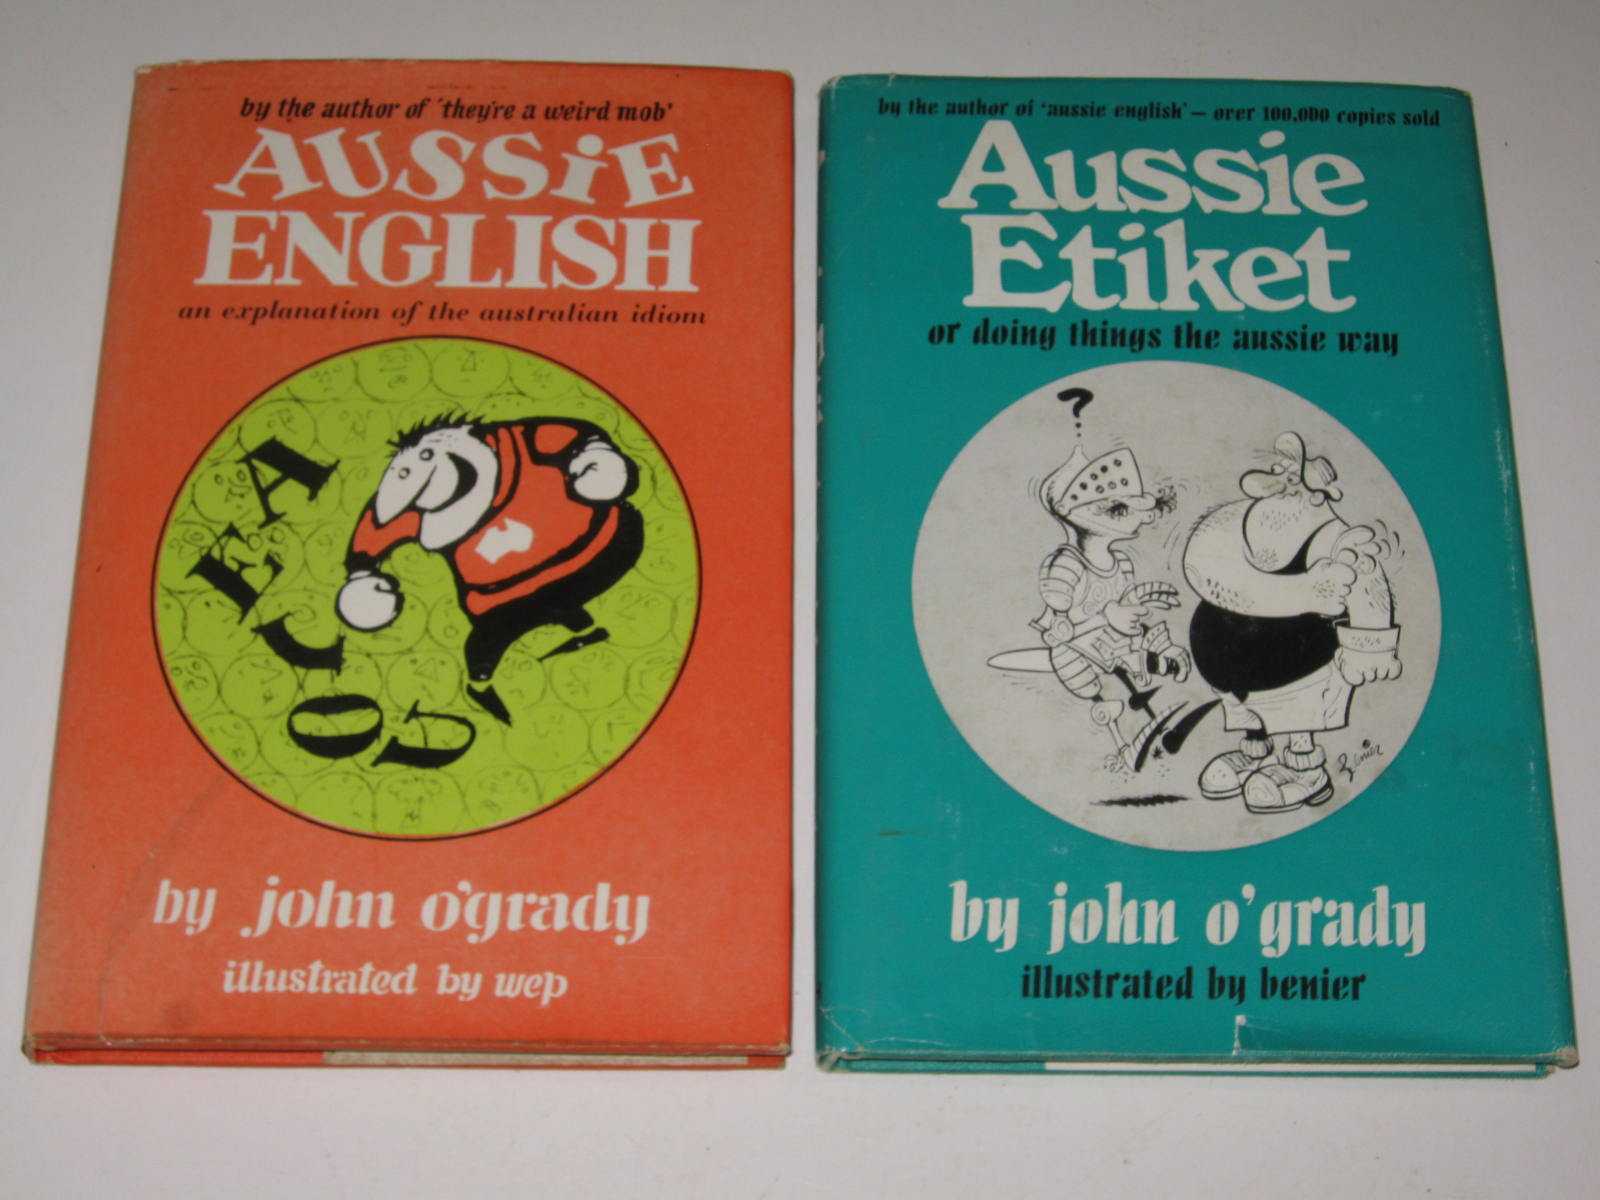 by the author of 'they're a weird mob'
AUSSiE
ENGLISH
an explanation of the australian idiom
A
E
I
O
U
by john o'grady
illustrated by wep
by the author of 'aussie english' – over 100,000 copies sold
Aussie
Etiket
or doing things the aussie way
?
Benier
by john o'grady
illustrated by benier